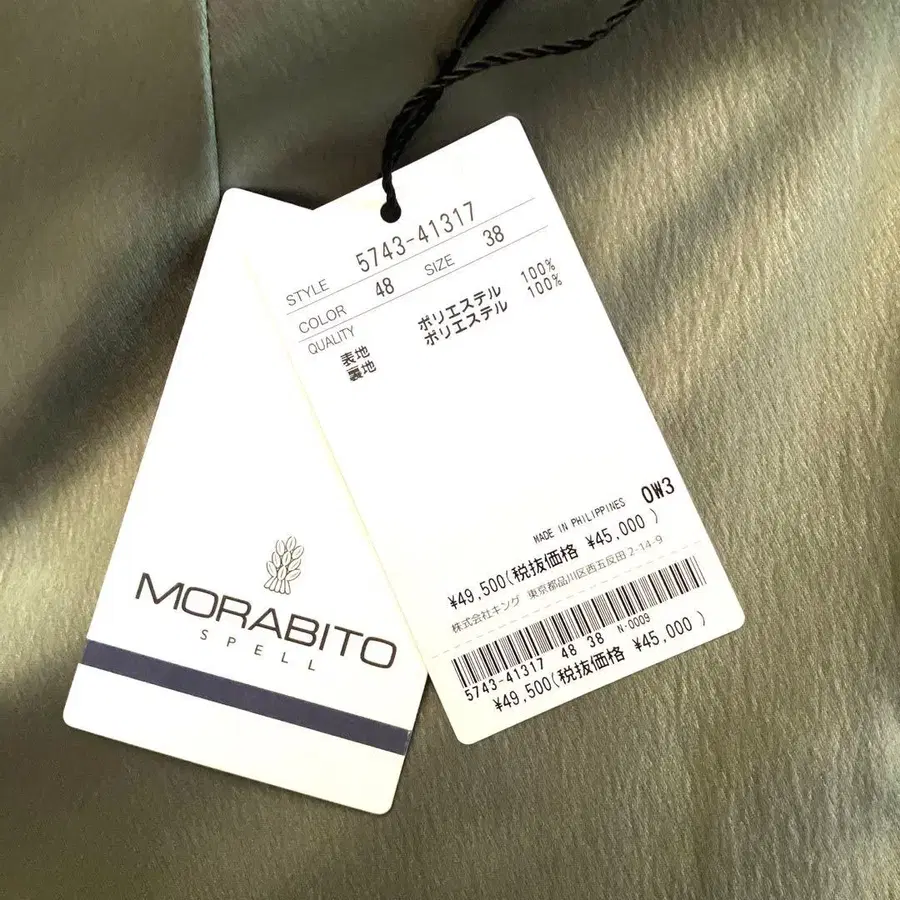 MORABITO
SPELL
STYLE 5743-41317
COLOR 48 SIZE 38
QUALITY
表地 ポリエステル 100%
裏地 ポリエステル 100%
MADE IN PHILIPPINES 0W3
¥49,500(税抜価格 ¥45,000 )
株式会社キング 東京都品川区西五反田 2-14-9
5743-41317 48 38 N-0009
¥49,500(税抜価格 ¥45,000 )